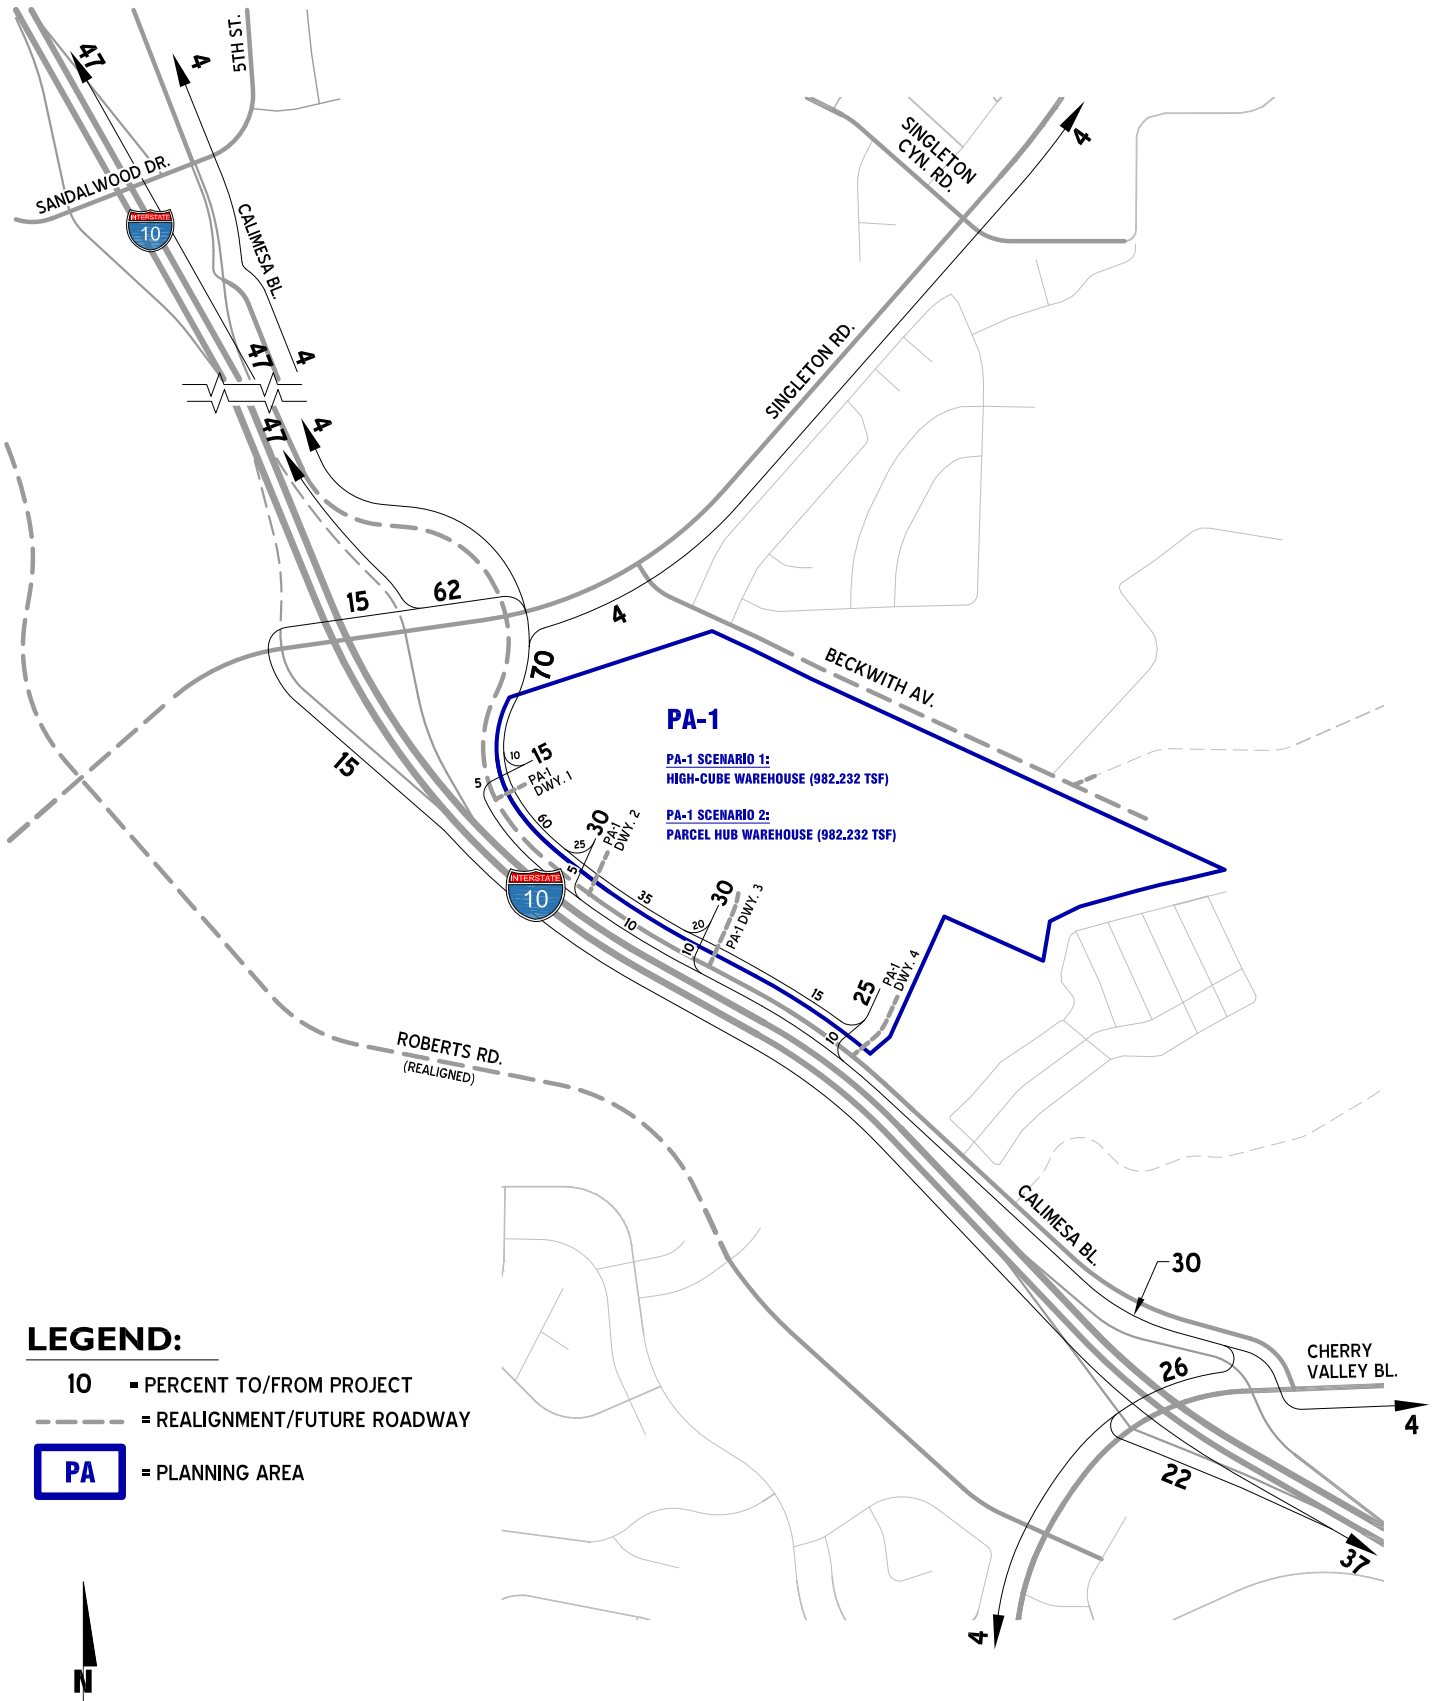 47
4
5TH ST.
SANDALWOOD DR.
INTERSTATE
10
CALIMESA BL.
47
4
47
4
SINGLETON
CYN. RD.
4
SINGLETON RD.
15
62
4
70
15
BECKWITH AV.
PA-1
PA-1 SCENARIO 1:
HIGH-CUBE WAREHOUSE (982.232 TSF)
PA-1 SCENARIO 2:
PARCEL HUB WAREHOUSE (982.232 TSF)
10
15
5
PA-1
DWY. 1
60
25
30
PA-1
DWY. 2
5
35
10
20
30
PA-1 DWY. 3
10
15
25
PA-1
DWY. 4
10
INTERSTATE
10
ROBERTS RD.
(REALIGNED)
CALIMESA BL.
30
26
CHERRY
VALLEY BL.
4
22
37
4
LEGEND:
10 = PERCENT TO/FROM PROJECT
= REALIGNMENT/FUTURE ROADWAY
PA = PLANNING AREA
N